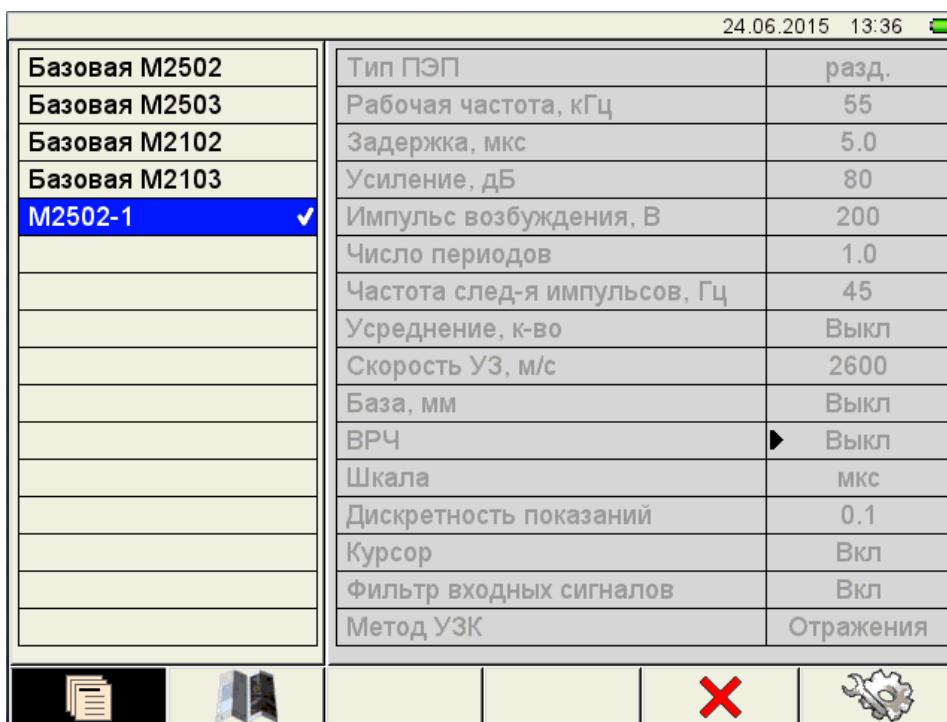 24.06.2015 13:36
Базовая М2502
Базовая М2503
Базовая М2102
Базовая М2103
М2502-1
Тип ПЭП разд.
Рабочая частота, кГц 55
Задержка, мкс 5.0
Усиление, дБ 80
Импульс возбуждения, В 200
Число периодов 1.0
Частота след-я импульсов, Гц 45
Усреднение, к-во Выкл
Скорость УЗ, м/с 2600
База, мм Выкл
ВРЧ Выкл
Шкала мкс
Дискретность показаний 0.1
Курсор Вкл
Фильтр входных сигналов Вкл
Метод УЗК Отражения